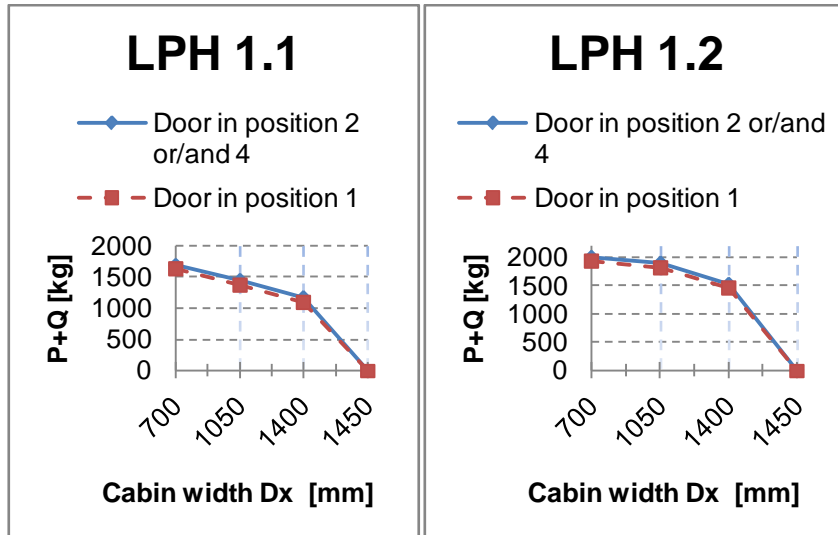 LPH 1.1
Door in position 2
or/and 4
Door in position 1
P+Q [kg]
2000
1500
1000
500
0
700
1050
1400
1450
Cabin width Dx [mm]
LPH 1.2
Door in position 2 or/and
4
Door in position 1
P+Q [kg]
2000
1500
1000
500
0
700
1050
1400
1450
Cabin width Dx [mm]